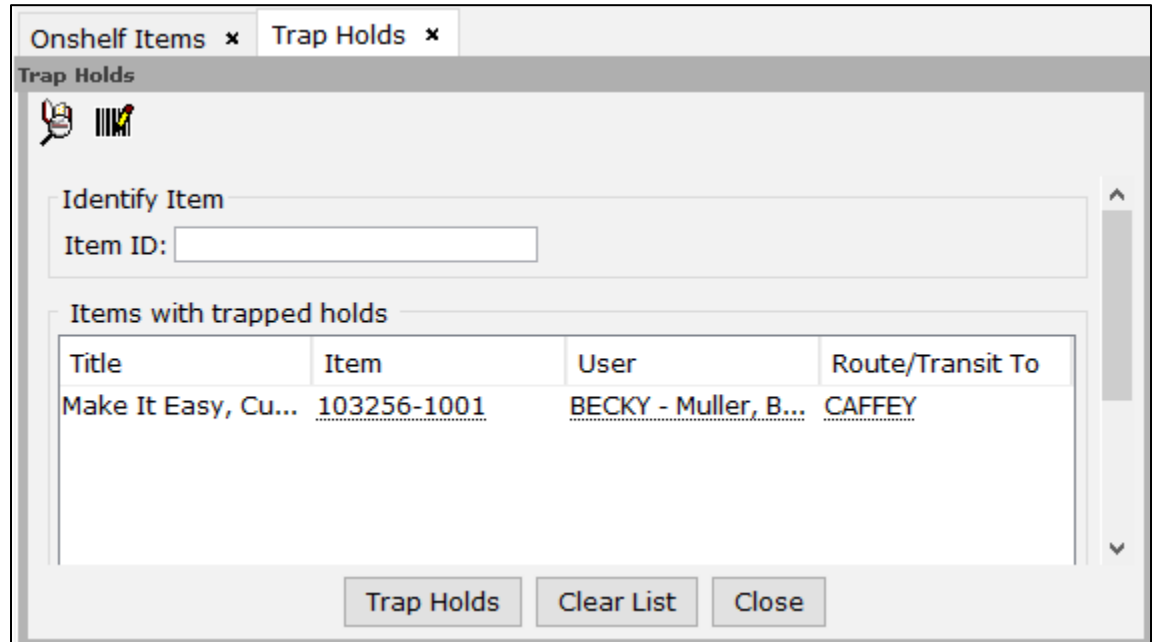 Onshelf Items × Trap Holds ×
Trap Holds
Identify Item
Item ID:
Items with trapped holds
Title Item User Route/Transit To
Make It Easy, Cu... 103256-1001 BECKY - Muller, B... CAFFEY
Trap Holds Clear List Close